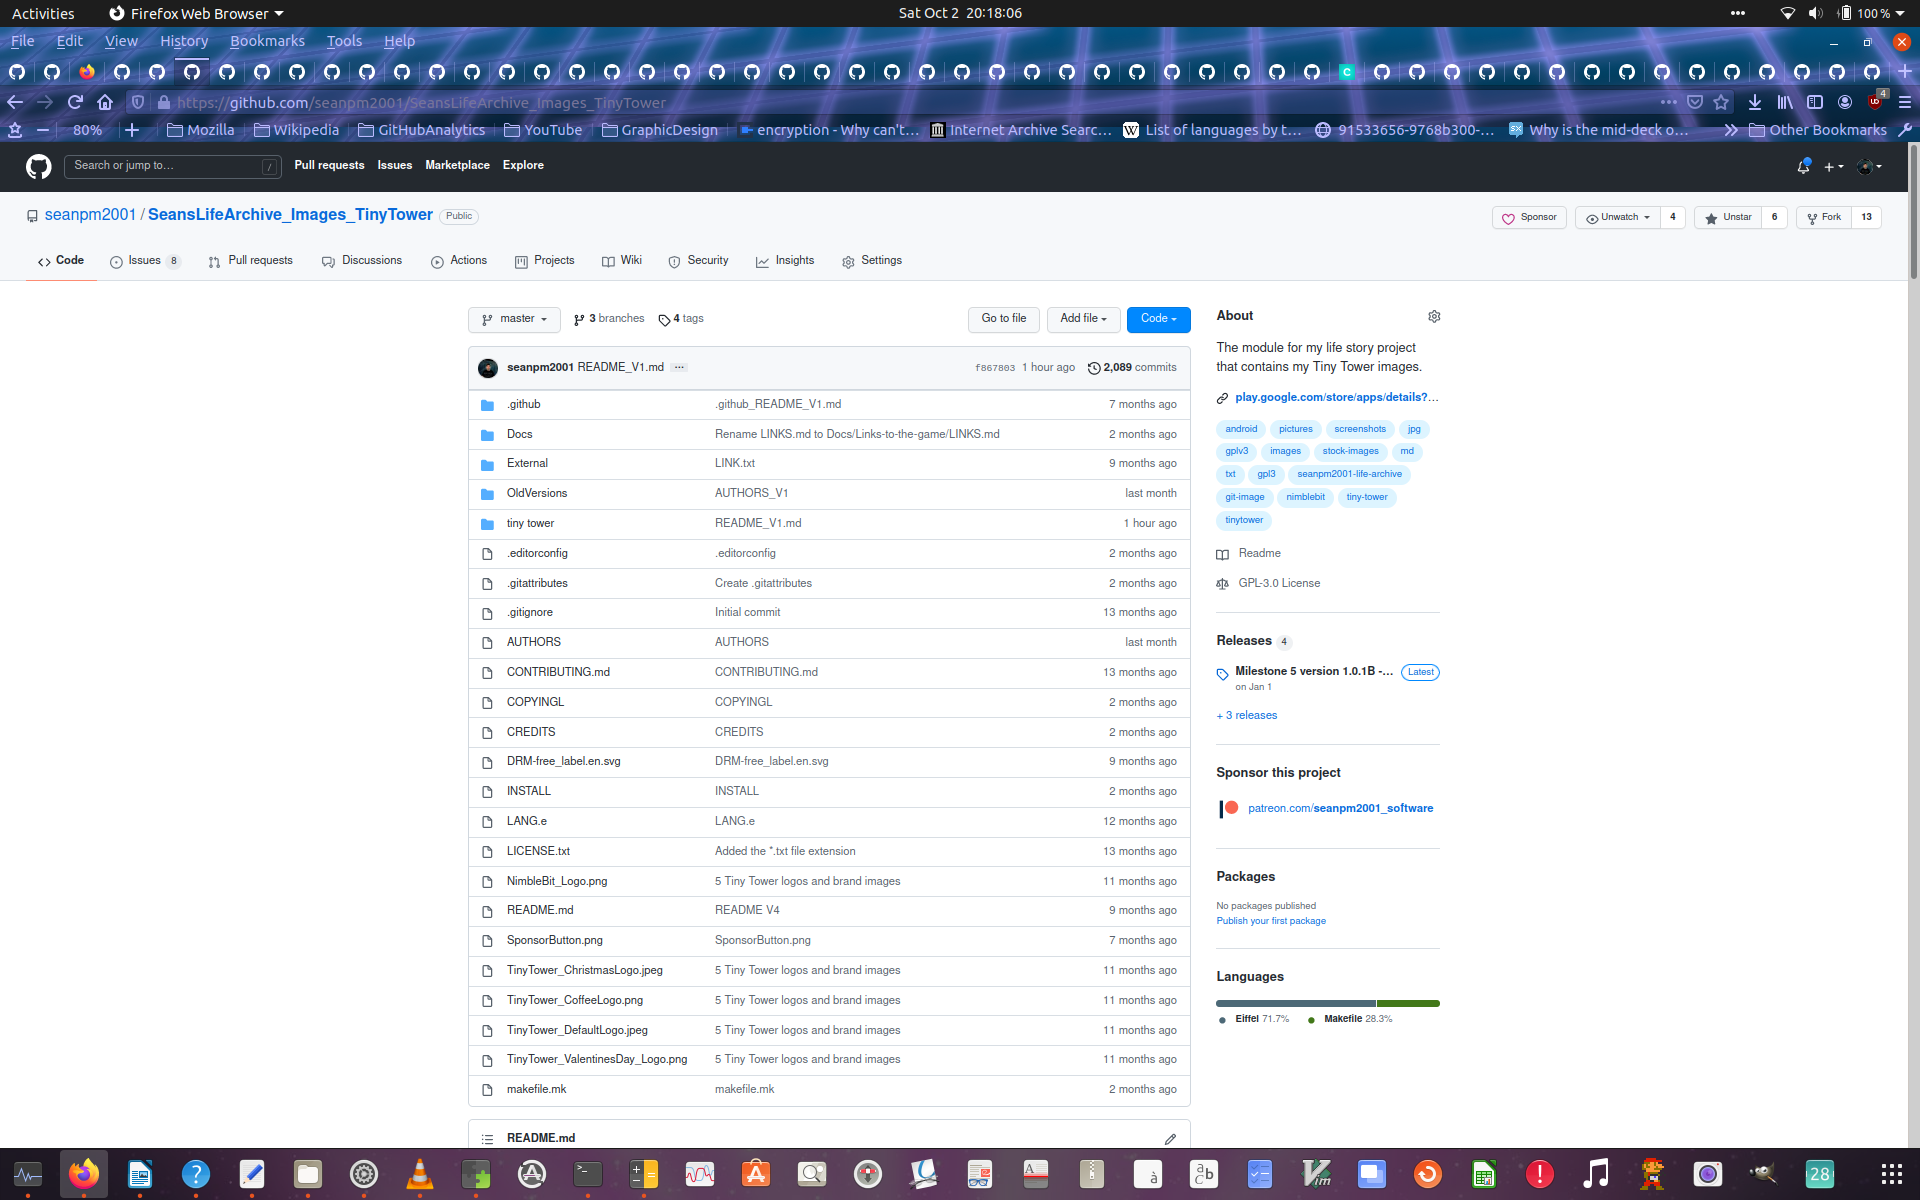 Activities Firefox Web Browser Sat Oct 2 20:18:06 100 %
File Edit View History Bookmarks Tools Help
https://github.com/seanpm2001/SeansLifeArchive_Images_TinyTower 4
80% Mozilla Wikipedia GitHubAnalytics YouTube GraphicDesign encryption - Why can't... Internet Archive Searc... List of languages by t... 91533656-9768b300-... Why is the mid-deck o... Other Bookmarks
Search or jump to... / Pull requests Issues Marketplace Explore
seanpm2001 / SeansLifeArchive_Images_TinyTower Public Sponsor Unwatch 4 Unstar 6 Fork 13
Code Issues 8 Pull requests Discussions Actions Projects Wiki Security Insights Settings
master 3 branches 4 tags Go to file Add file Code
seanpm2001 README_V1.md ... f867803 1 hour ago 2,089 commits
.github .github_README_V1.md 7 months ago
Docs Rename LINKS.md to Docs/Links-to-the-game/LINKS.md 2 months ago
External LINK.txt 9 months ago
OldVersions AUTHORS_V1 last month
tiny tower README_V1.md 1 hour ago
.editorconfig .editorconfig 2 months ago
.gitattributes Create .gitattributes 2 months ago
.gitignore Initial commit 13 months ago
AUTHORS AUTHORS last month
CONTRIBUTING.md CONTRIBUTING.md 13 months ago
COPYINGL COPYINGL 2 months ago
CREDITS CREDITS 2 months ago
DRM-free_label.en.svg DRM-free_label.en.svg 9 months ago
INSTALL INSTALL 2 months ago
LANG.e LANG.e 12 months ago
LICENSE.txt Added the *.txt file extension 13 months ago
NimbleBit_Logo.png 5 Tiny Tower logos and brand images 11 months ago
README.md README V4 9 months ago
SponsorButton.png SponsorButton.png 7 months ago
TinyTower_ChristmasLogo.jpeg 5 Tiny Tower logos and brand images 11 months ago
TinyTower_CoffeeLogo.png 5 Tiny Tower logos and brand images 11 months ago
TinyTower_DefaultLogo.jpeg 5 Tiny Tower logos and brand images 11 months ago
TinyTower_ValentinesDay_Logo.png 5 Tiny Tower logos and brand images 11 months ago
makefile.mk makefile.mk 2 months ago
README.md
About
The module for my life story project
that contains my Tiny Tower images.
play.google.com/store/apps/details?...
android pictures screenshots jpg
gplv3 images stock-images md
txt gpl3 seanpm2001-life-archive
git-image nimblebit tiny-tower
tinytower
Readme
GPL-3.0 License
Releases 4
Milestone 5 version 1.0.1B -... Latest
on Jan 1
+ 3 releases
Sponsor this project
patreon.com/seanpm2001_software
Packages
No packages published
Publish your first package
Languages
Eiffel 71.7% Makefile 28.3%
28